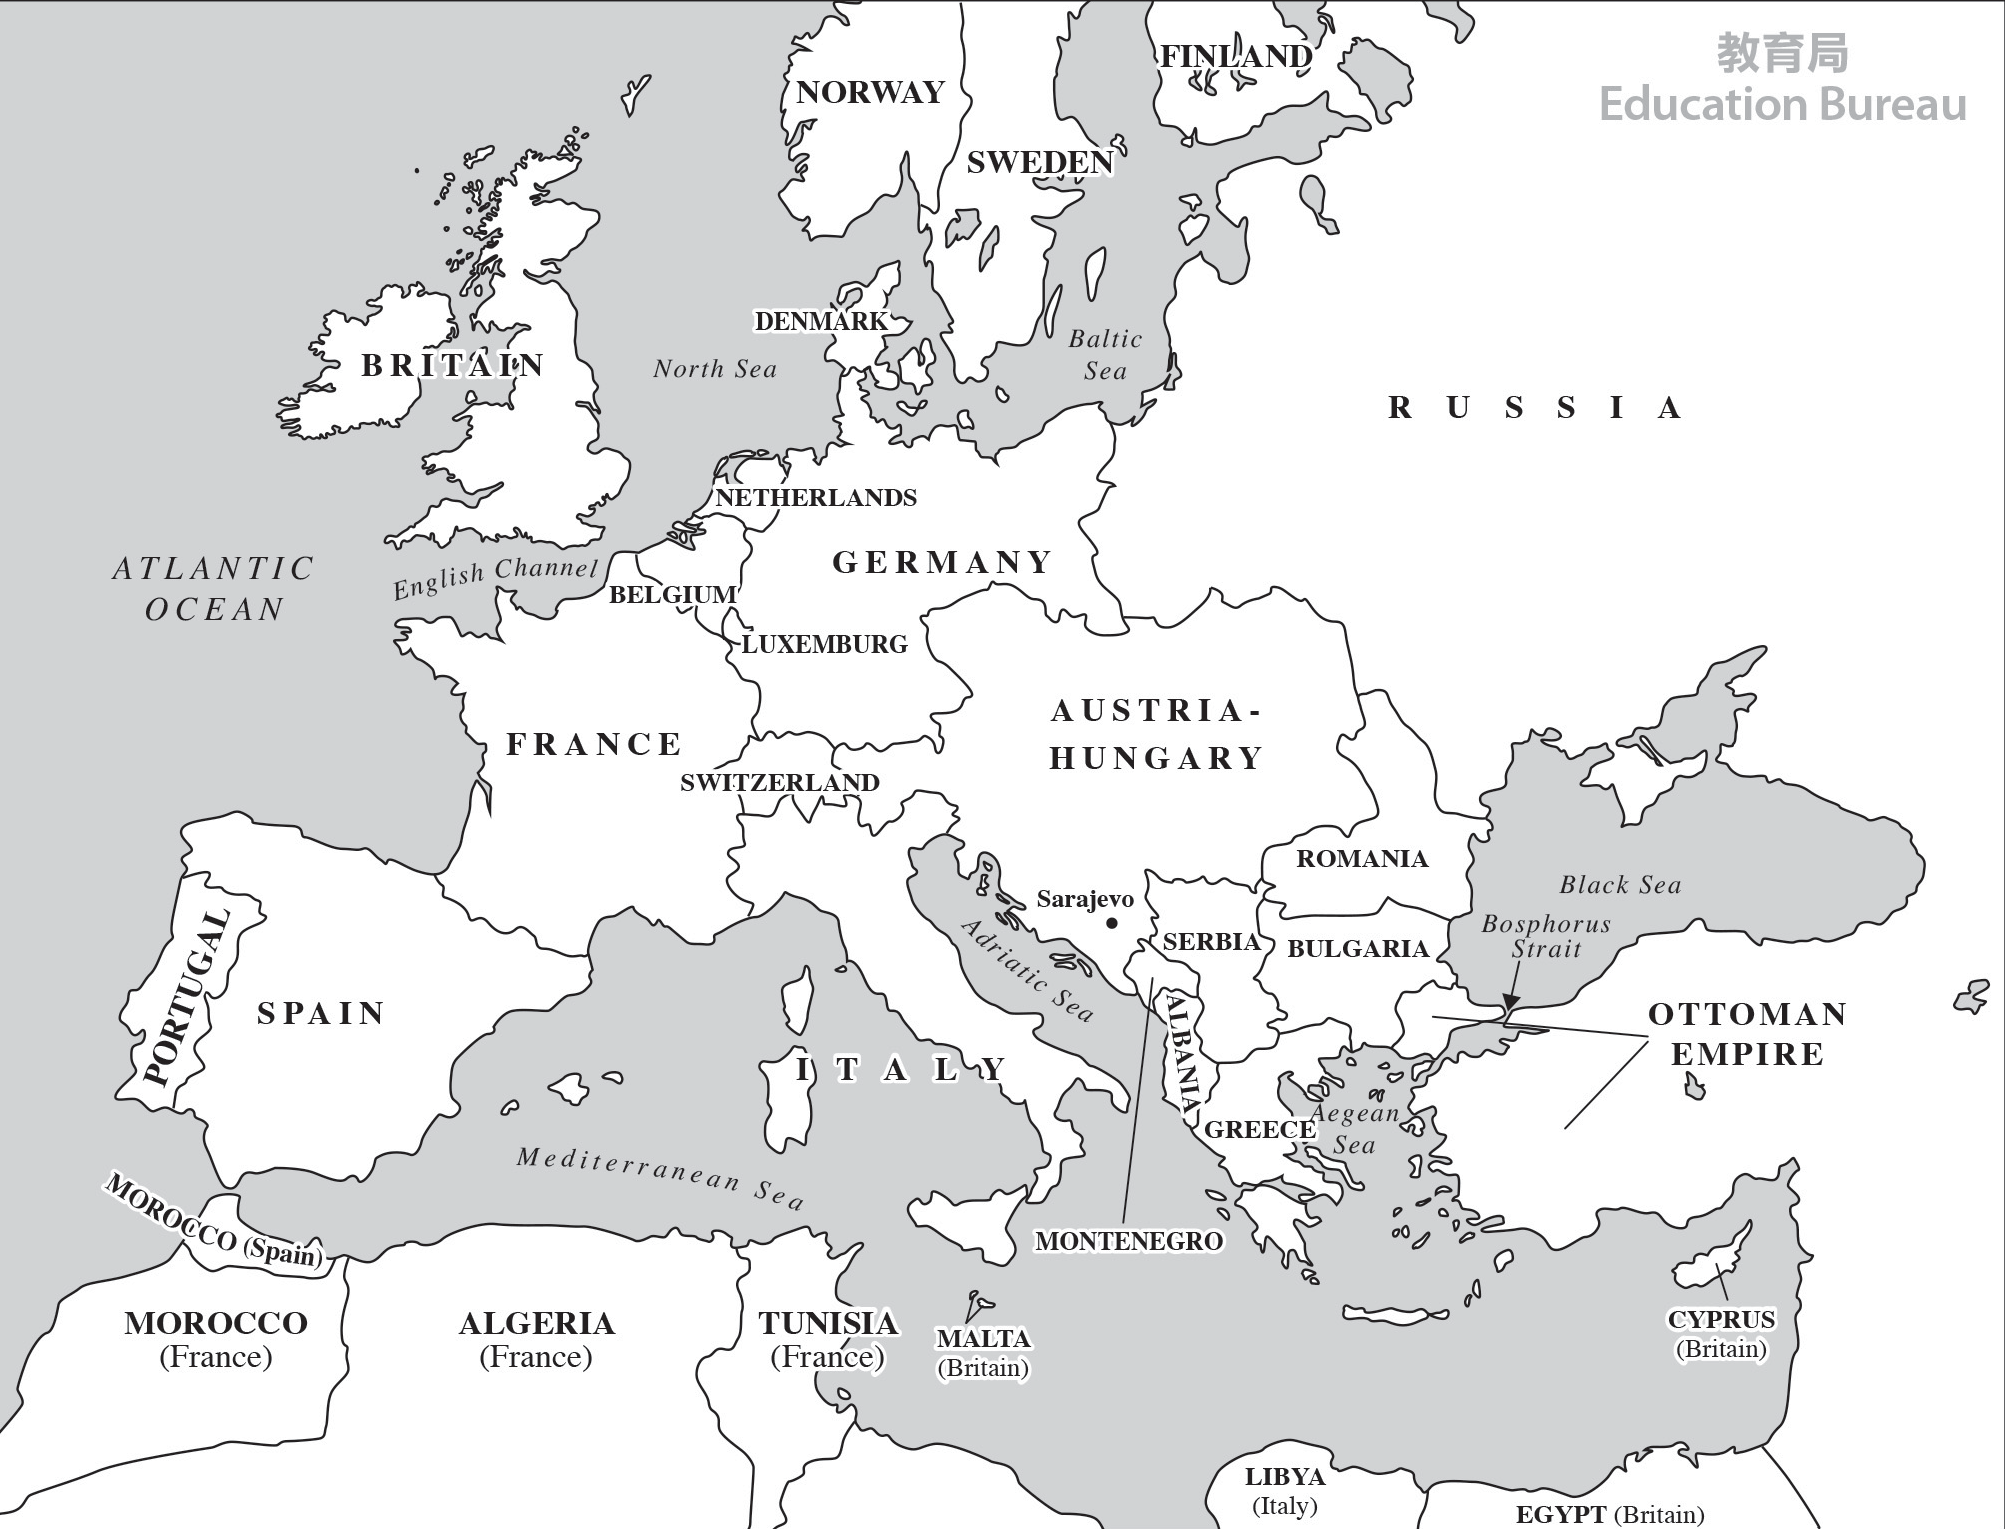 教育局
Education Bureau
NORWAY
FINLAND
SWEDEN
DENMARK
North Sea
Baltic
Sea
BRITAIN
RUSSIA
NETHERLANDS
ATLANTIC
OCEAN
English Channel
BELGIUM
GERMANY
LUXEMBURG
FRANCE
AUSTRIA-
HUNGARY
SWITZERLAND
ROMANIA
Black Sea
Sarajevo
SERBIA
BULGARIA
Bosphorus
Strait
Adriatic Sea
PORTUGAL
SPAIN
ITALY
ALBANIA
OTTOMAN
EMPIRE
GREECE
Aegean
Sea
Mediterranean Sea
MONTENEGRO
MOROCCO (Spain)
MOROCCO
(France)
ALGERIA
(France)
TUNISIA
(France)
MALTA
(Britain)
CYPRUS
(Britain)
LIBYA
(Italy)
EGYPT (Britain)